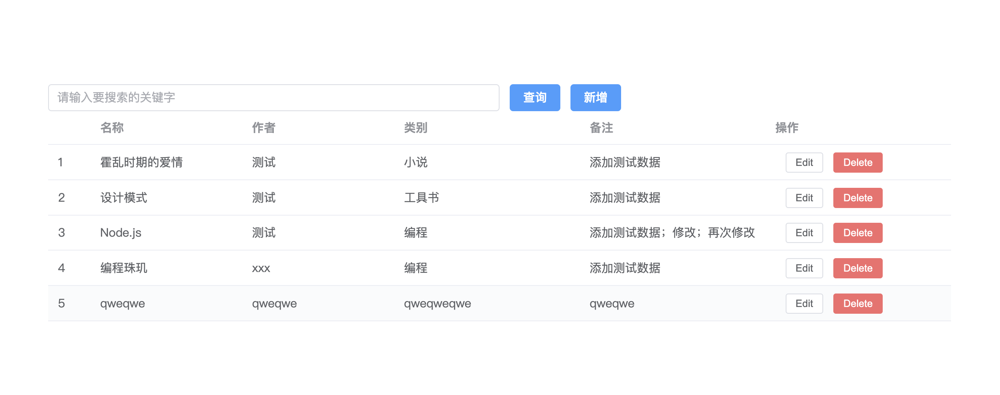 请输入要搜索的关键字 查询 新增
名称 作者 类别 备注 操作
1 霍乱时期的爱情 测试 小说 添加测试数据 Edit Delete
2 设计模式 测试 工具书 添加测试数据 Edit Delete
3 Node.js 测试 编程 添加测试数据；修改；再次修改 Edit Delete
4 编程珠玑 xxx 编程 添加测试数据 Edit Delete
5 qweqwe qweqwe qweqweqwe qweqwe Edit Delete